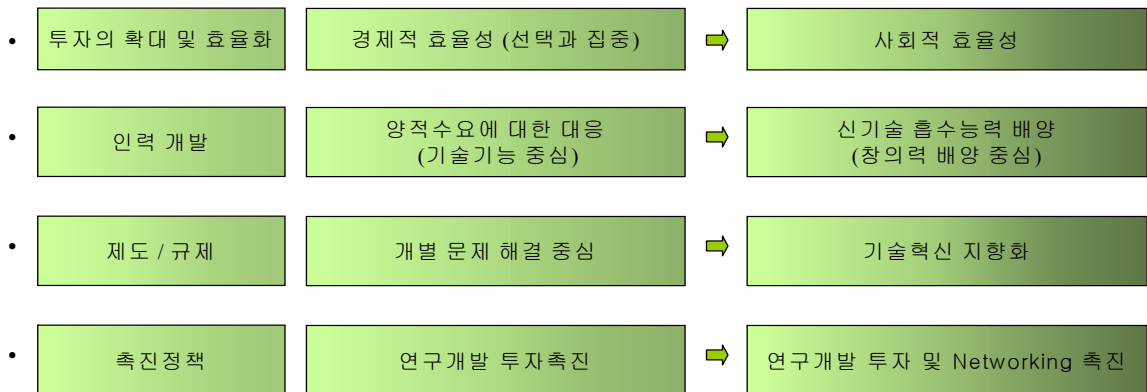 • 투자의 확대 및 효율화 경제적 효율성 (선택과 집중) 사회적 효율성
• 인력 개발 양적수요에 대한 대응 신기술 흡수능력 배양
(기술기능 중심) (창의력 배양 중심)
• 제도 / 규제 개별 문제 해결 중심 기술혁신 지향화
• 촉진정책 연구개발 투자촉진 연구개발 투자 및 Networking 촉진